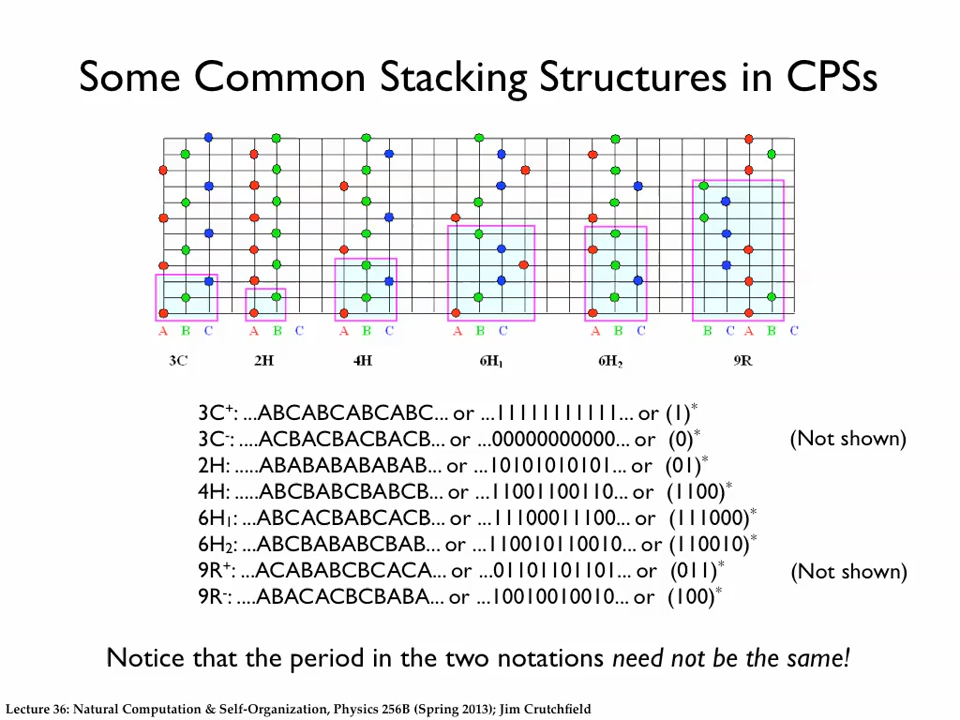 Some Common Stacking Structures in CPSs
A B C A B C A B C A B C A B C B C A B C
3C 2H 4H 6H₁ 6H₂ 9R
3C⁺: ...ABCABCABCABC... or ...11111111111... or (1)*
3C⁻: ....ACBACBACBACB... or ...00000000000... or (0)* (Not shown)
2H: .....ABABABABABAB... or ...10101010101... or (01)*
4H: .....ABCBABCBABCB... or ...11001100110... or (1100)*
6H₁: ...ABCACBABCACB... or ...11100011100... or (111000)*
6H₂: ...ABCBABABCBAB... or ...110010110010... or (110010)*
9R⁺: ...ACABABCBCACA... or ...01101101101... or (011)* (Not shown)
9R⁻: ....ABACACBCBABA... or ...10010010010... or (100)*
Notice that the period in the two notations need not be the same!
Lecture 36: Natural Computation & Self-Organization, Physics 256B (Spring 2013); Jim Crutchfield